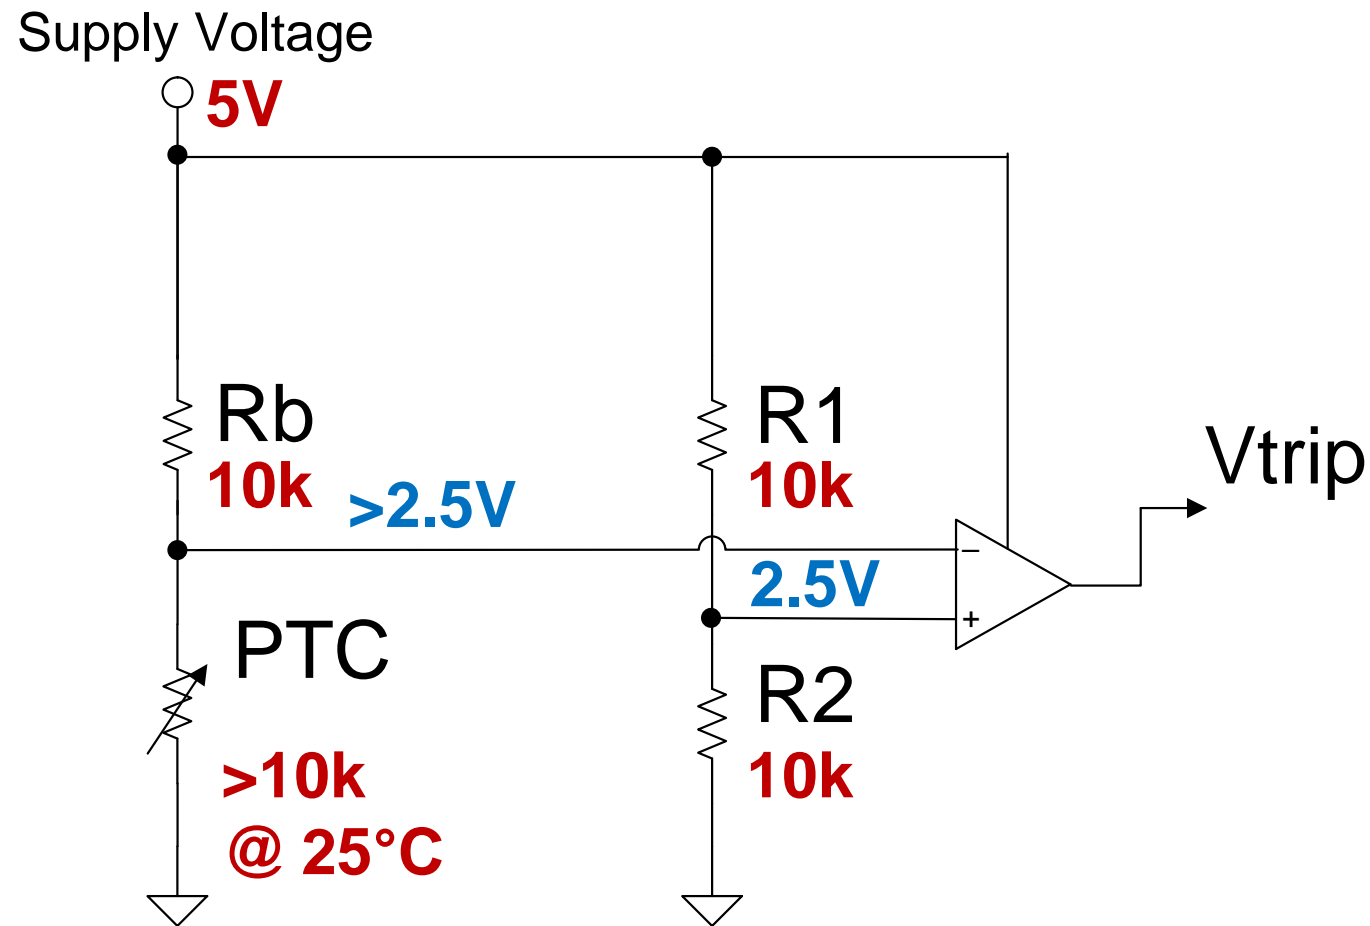 Supply Voltage
5V
Rb
10k
>2.5V
R1
10k
Vtrip
−
2.5V
+
PTC
>10k
@ 25°C
R2
10k